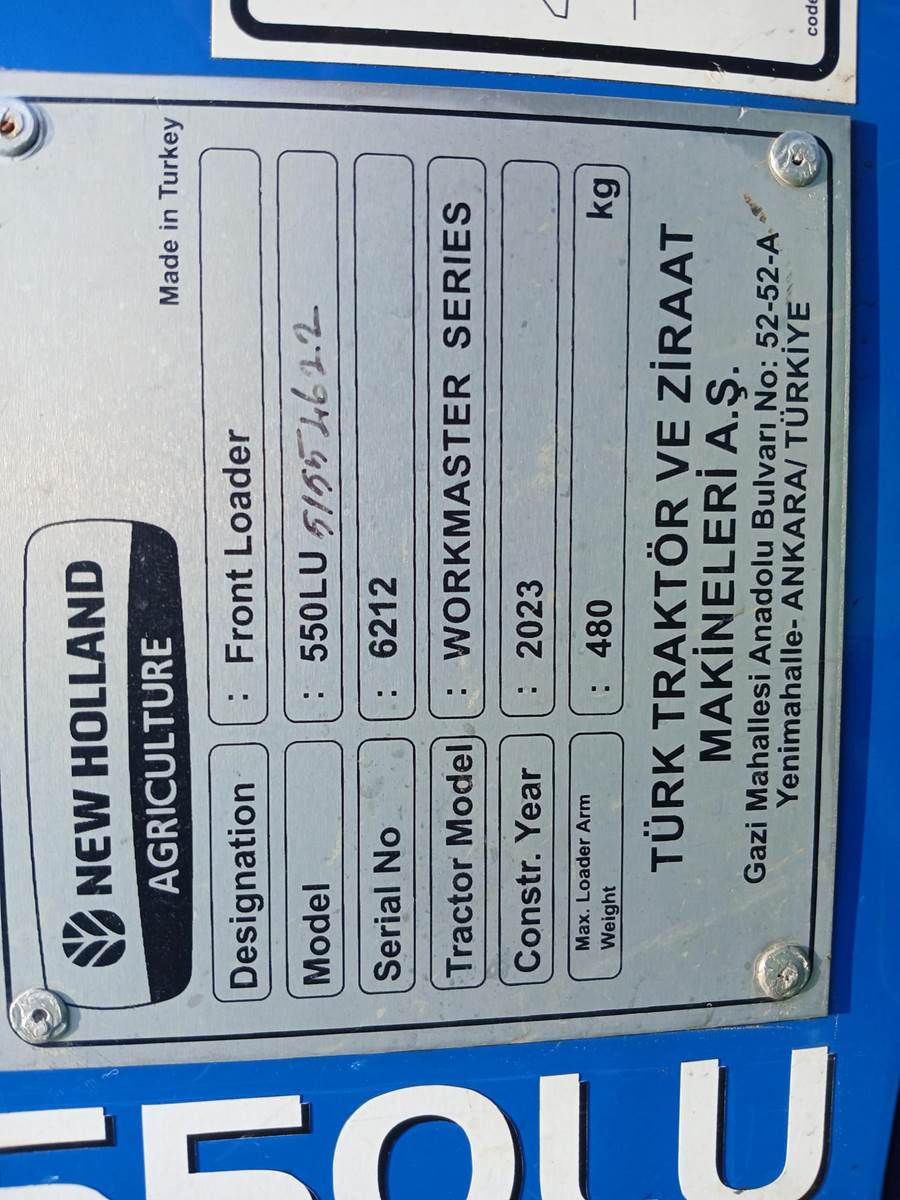 NEW HOLLAND
AGRICULTURE
Made in Turkey
Designation : Front Loader
Model : 550LU
Serial No : 6212
Tractor Model : WORKMASTER SERIES
Constr. Year : 2023
Max. Loader Arm Weight : 480 kg
TÜRK TRAKTÖR VE ZİRAAT
MAKİNELERİ A.Ş.
Gazi Mahallesi Anadolu Bulvarı No: 52-52-A
Yenimahalle- ANKARA/ TÜRKİYE
550LU
code